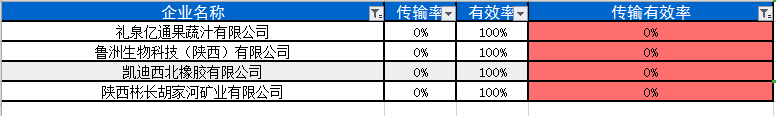 企业名称 传输率 有效率 传输有效率
礼泉亿通果蔬汁有限公司 0% 100% 0%
鲁洲生物科技（陕西）有限公司 0% 100% 0%
凯迪西北橡胶有限公司 0% 100% 0%
陕西彬长胡家河矿业有限公司 0% 100% 0%